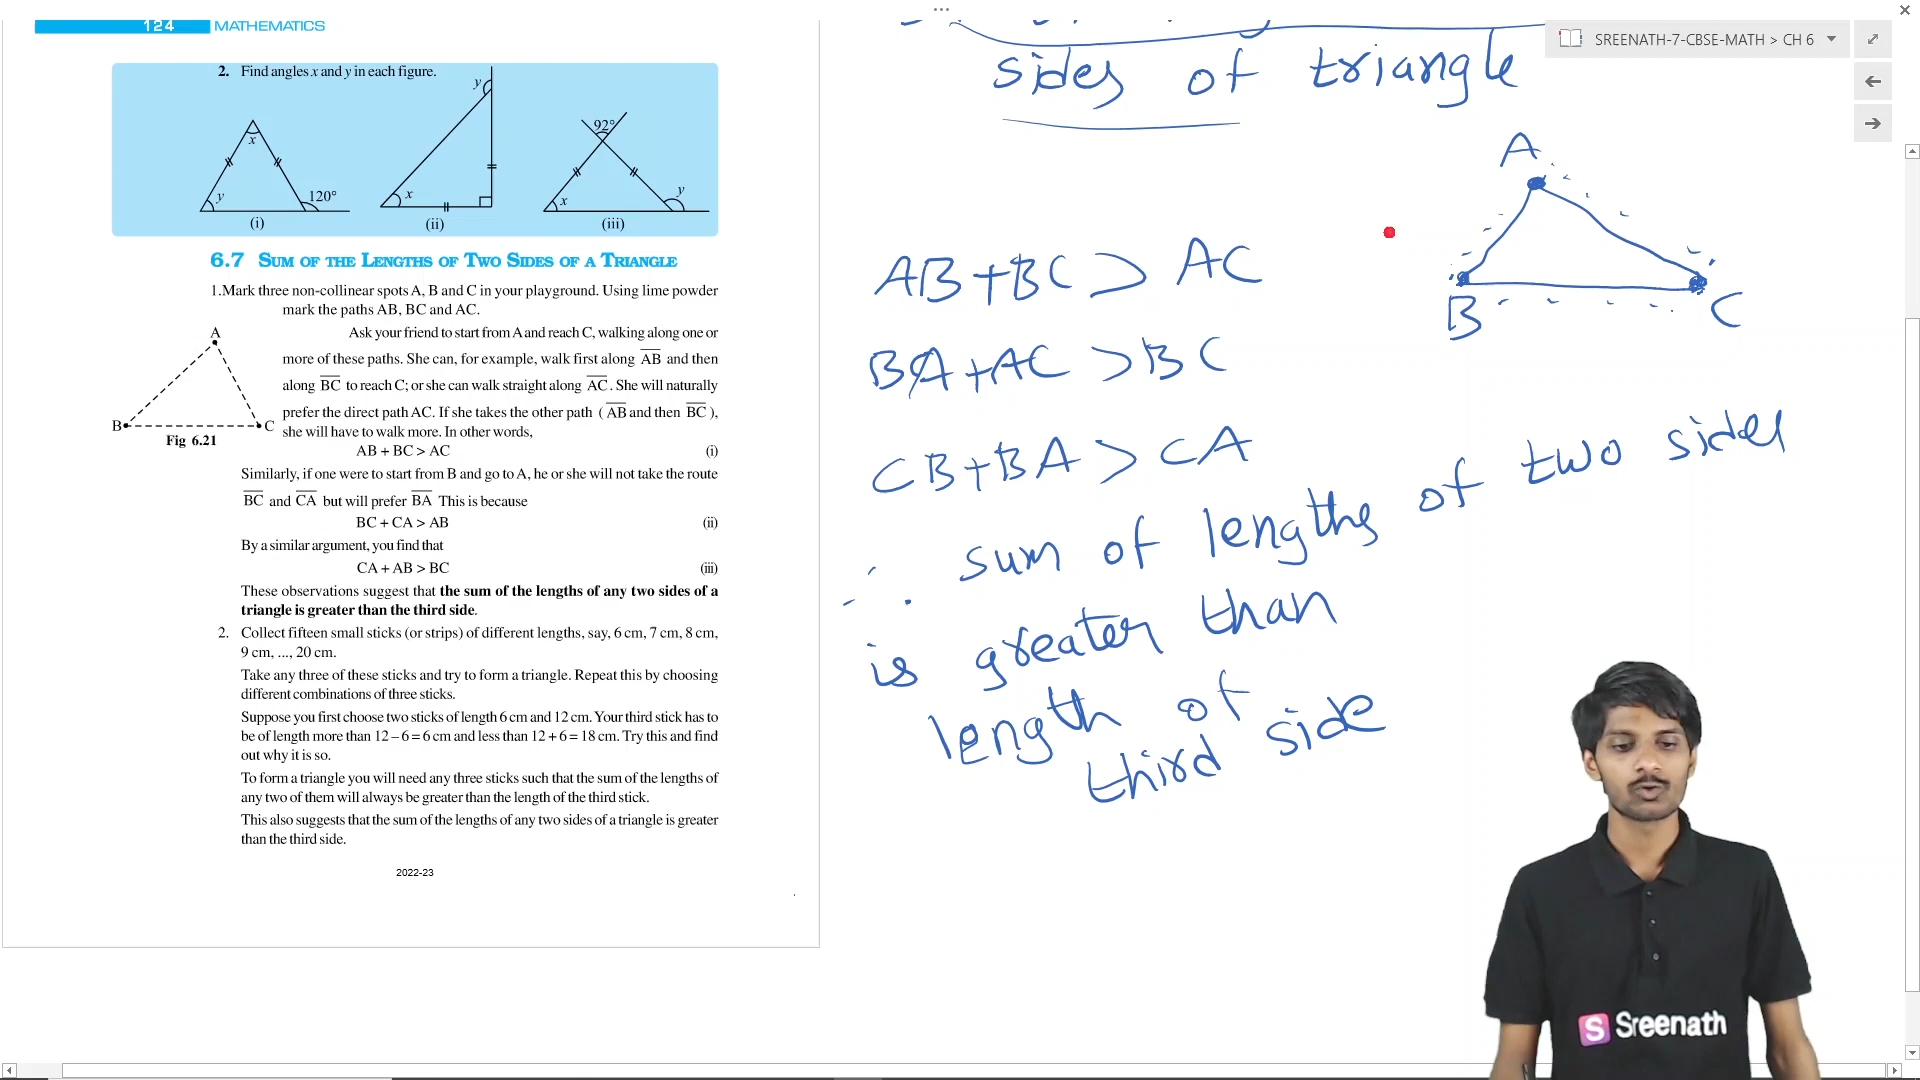 124 MATHEMATICS
2. Find angles x and y in each figure.
x
y
120°
(i)
y
x
(ii)
92°
x
y
(iii)
6.7 SUM OF THE LENGTHS OF TWO SIDES OF A TRIANGLE
1.Mark three non-collinear spots A, B and C in your playground. Using lime powder
mark the paths AB, BC and AC.
Ask your friend to start from A and reach C, walking along one or
more of these paths. She can, for example, walk first along AB and then
along BC to reach C; or she can walk straight along AC. She will naturally
prefer the direct path AC. If she takes the other path (AB and then BC),
she will have to walk more. In other words,
A
B
C
Fig 6.21
AB + BC > AC (i)
Similarly, if one were to start from B and go to A, he or she will not take the route
BC and CA but will prefer BA This is because
BC + CA > AB (ii)
By a similar argument, you find that
CA + AB > BC (iii)
These observations suggest that the sum of the lengths of any two sides of a
triangle is greater than the third side.
2. Collect fifteen small sticks (or strips) of different lengths, say, 6 cm, 7 cm, 8 cm,
9 cm, ..., 20 cm.
Take any three of these sticks and try to form a triangle. Repeat this by choosing
different combinations of three sticks.
Suppose you first choose two sticks of length 6 cm and 12 cm. Your third stick has to
be of length more than 12 – 6 = 6 cm and less than 12 + 6 = 18 cm. Try this and find
out why it is so.
To form a triangle you will need any three sticks such that the sum of the lengths of
any two of them will always be greater than the length of the third stick.
This also suggests that the sum of the lengths of any two sides of a triangle is greater
than the third side.
2022-23
SREENATH-7-CBSE-MATH > CH 6
sides of triangle
A
B
C
AB+BC > AC
BA+AC >BC
CB+BA > CA
∴ sum of lengths of two sides
is greater than
length of
third side
S Sreenath